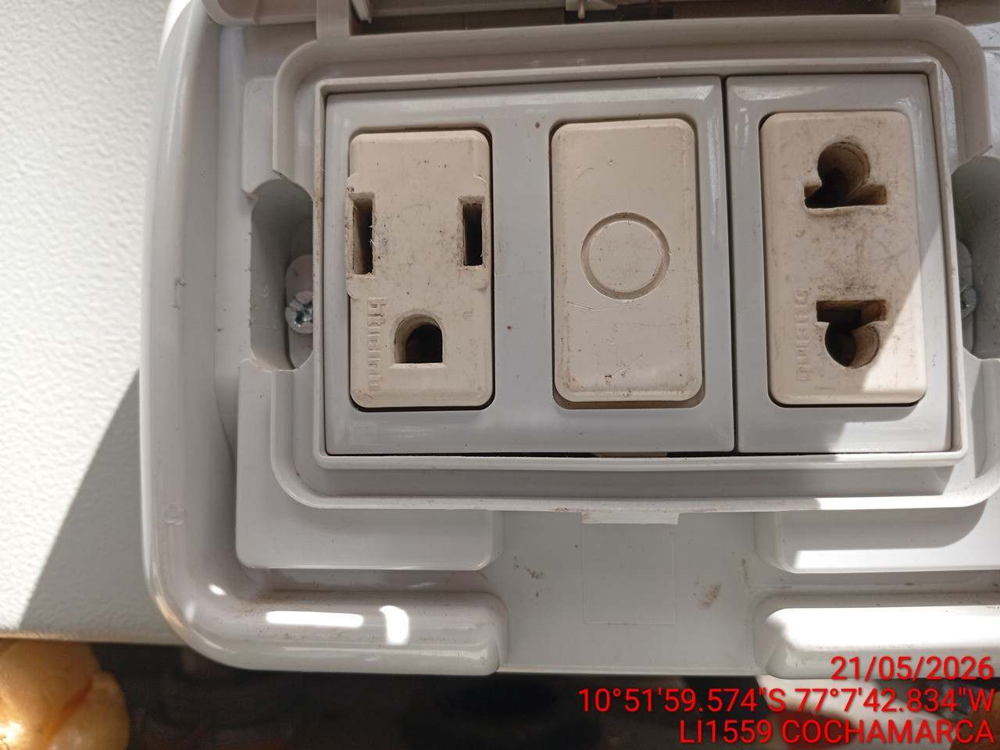 bticino
bticino
21/05/2026
10°51'59.574"S 77°7'42.834"W
LI1559 COCHAMARCA